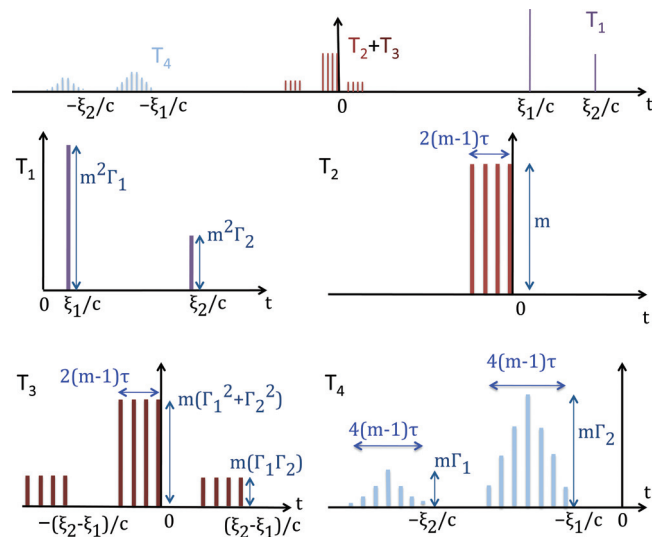 T₄
T₂+T₃
T₁
−ξ₂/c
−ξ₁/c
0
ξ₁/c
ξ₂/c
t
T₁
m²Γ₁
m²Γ₂
0
ξ₁/c
ξ₂/c
t
2(m-1)τ
T₂
m
0
t
T₃
2(m-1)τ
m(Γ₁²+Γ₂²)
m(Γ₁Γ₂)
t
−(ξ₂-ξ₁)/c
0
(ξ₂-ξ₁)/c
T₄
4(m-1)τ
4(m-1)τ
mΓ₁
mΓ₂
t
−ξ₂/c
−ξ₁/c
0